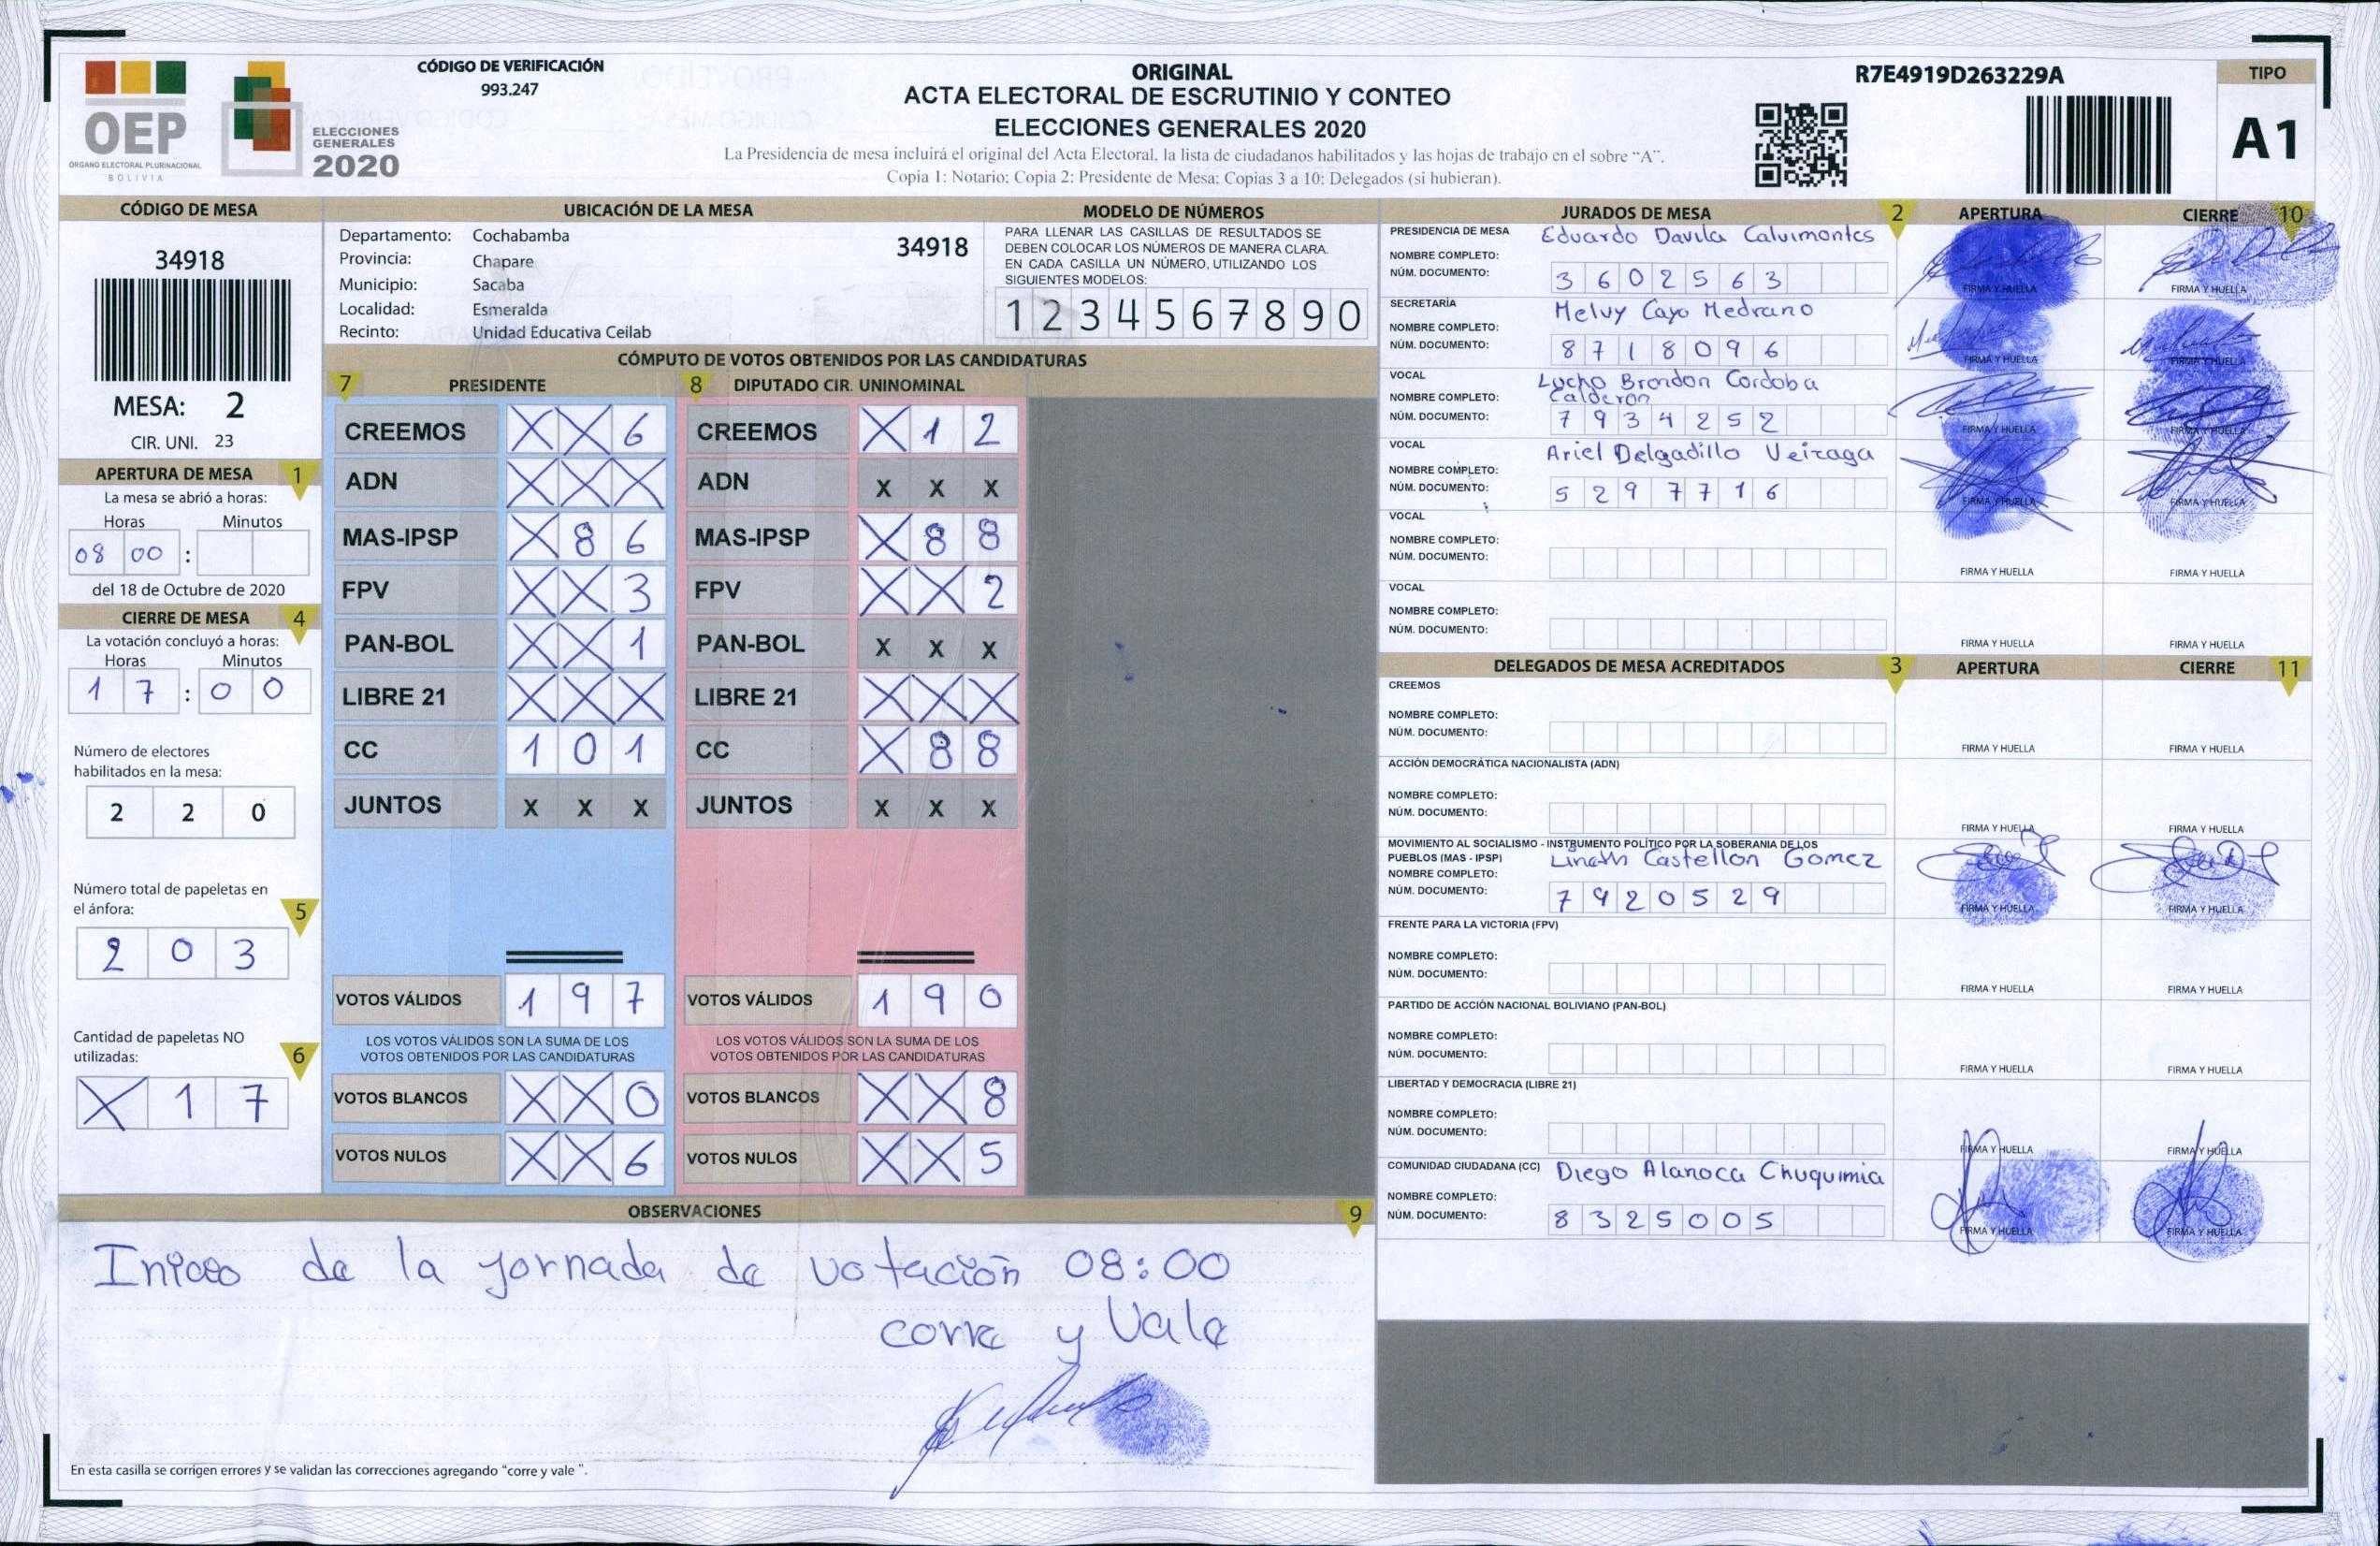 OEP
ÓRGANO ELECTORAL PLURINACIONAL
BOLIVIA
ELECCIONES
GENERALES
2020
CÓDIGO DE VERIFICACIÓN
993.247
ORIGINAL
ACTA ELECTORAL DE ESCRUTINIO Y CONTEO
ELECCIONES GENERALES 2020
La Presidencia de mesa incluirá el original del Acta Electoral, la lista de ciudadanos habilitados y las hojas de trabajo en el sobre “A”.
Copia 1: Notario; Copia 2: Presidente de Mesa; Copias 3 a 10: Delegados (si hubieran).
R7E4919D263229A
TIPO
A1
CÓDIGO DE MESA
34918
MESA: 2
CIR. UNI. 23
APERTURA DE MESA 1
La mesa se abrió a horas:
Horas Minutos
08 00 :
del 18 de Octubre de 2020
CIERRE DE MESA 4
La votación concluyó a horas:
Horas Minutos
1 7 : 0 0
Número de electores
habilitados en la mesa:
2 2 0
Número total de papeletas en
el ánfora: 5
2 0 3
Cantidad de papeletas NO
utilizadas: 6
X 1 7
UBICACIÓN DE LA MESA
Departamento: Cochabamba
34918
Provincia: Chapare
Municipio: Sacaba
Localidad: Esmeralda
Recinto: Unidad Educativa Ceilab
MODELO DE NÚMEROS
PARA LLENAR LAS CASILLAS DE RESULTADOS SE
DEBEN COLOCAR LOS NÚMEROS DE MANERA CLARA.
EN CADA CASILLA UN NÚMERO, UTILIZANDO LOS
SIGUIENTES MODELOS:
1 2 3 4 5 6 7 8 9 0
CÓMPUTO DE VOTOS OBTENIDOS POR LAS CANDIDATURAS
7 PRESIDENTE 8 DIPUTADO CIR. UNINOMINAL
CREEMOS X X 6 CREEMOS X 1 2
ADN X X X ADN X X X
MAS-IPSP X 8 6 MAS-IPSP X 8 8
FPV X X 3 FPV X X 2
PAN-BOL X X 1 PAN-BOL X X X
LIBRE 21 X X X LIBRE 21 X X X
CC 1 0 1 CC X 8 8
JUNTOS X X X JUNTOS X X X
VOTOS VÁLIDOS 1 9 7 VOTOS VÁLIDOS 1 9 0
LOS VOTOS VÁLIDOS SON LA SUMA DE LOS LOS VOTOS VÁLIDOS SON LA SUMA DE LOS
VOTOS OBTENIDOS POR LAS CANDIDATURAS VOTOS OBTENIDOS POR LAS CANDIDATURAS
VOTOS BLANCOS X X 0 VOTOS BLANCOS X X 8
VOTOS NULOS X X 6 VOTOS NULOS X X 5
OBSERVACIONES 9
Inicio de la jornada de votación 08:00
corre y Vale
En esta casilla se corrigen errores y se validan las correcciones agregando “corre y vale ”.
JURADOS DE MESA 2 APERTURA CIERRE 10
PRESIDENCIA DE MESA Eduardo Davila Calvimontes
NOMBRE COMPLETO:
NÚM. DOCUMENTO: 3 6 0 2 5 6 3 FIRMA Y HUELLA FIRMA Y HUELLA
SECRETARÍA Melvy Cayo Medrano
NOMBRE COMPLETO:
NÚM. DOCUMENTO: 8 7 1 8 0 9 6 FIRMA Y HUELLA FIRMA Y HUELLA
VOCAL Lucho Brondon Cordoba
NOMBRE COMPLETO: Calderon
NÚM. DOCUMENTO: 7 9 3 4 2 5 2 FIRMA Y HUELLA FIRMA Y HUELLA
VOCAL Ariel Delgadillo Veizaga
NOMBRE COMPLETO:
NÚM. DOCUMENTO: 5 2 9 7 7 1 6 FIRMA Y HUELLA FIRMA Y HUELLA
VOCAL
NOMBRE COMPLETO:
NÚM. DOCUMENTO: FIRMA Y HUELLA FIRMA Y HUELLA
VOCAL
NOMBRE COMPLETO:
NÚM. DOCUMENTO: FIRMA Y HUELLA FIRMA Y HUELLA
DELEGADOS DE MESA ACREDITADOS 3 APERTURA CIERRE 11
CREEMOS
NOMBRE COMPLETO:
NÚM. DOCUMENTO: FIRMA Y HUELLA FIRMA Y HUELLA
ACCIÓN DEMOCRÁTICA NACIONALISTA (ADN)
NOMBRE COMPLETO:
NÚM. DOCUMENTO: FIRMA Y HUELLA FIRMA Y HUELLA
MOVIMIENTO AL SOCIALISMO - INSTRUMENTO POLÍTICO POR LA SOBERANIA DE LOS
PUEBLOS (MAS - IPSP) Lineth Castellon Gomez
NOMBRE COMPLETO:
NÚM. DOCUMENTO: 7 9 2 0 5 2 9 FIRMA Y HUELLA FIRMA Y HUELLA
FRENTE PARA LA VICTORIA (FPV)
NOMBRE COMPLETO:
NÚM. DOCUMENTO: FIRMA Y HUELLA FIRMA Y HUELLA
PARTIDO DE ACCIÓN NACIONAL BOLIVIANO (PAN-BOL)
NOMBRE COMPLETO:
NÚM. DOCUMENTO: FIRMA Y HUELLA FIRMA Y HUELLA
LIBERTAD Y DEMOCRACIA (LIBRE 21)
NOMBRE COMPLETO:
NÚM. DOCUMENTO: FIRMA Y HUELLA FIRMA Y HUELLA
COMUNIDAD CIUDADANA (CC) Diego Alanoca Chuquimia
NOMBRE COMPLETO:
NÚM. DOCUMENTO: 8 3 2 5 0 0 5 FIRMA Y HUELLA FIRMA Y HUELLA